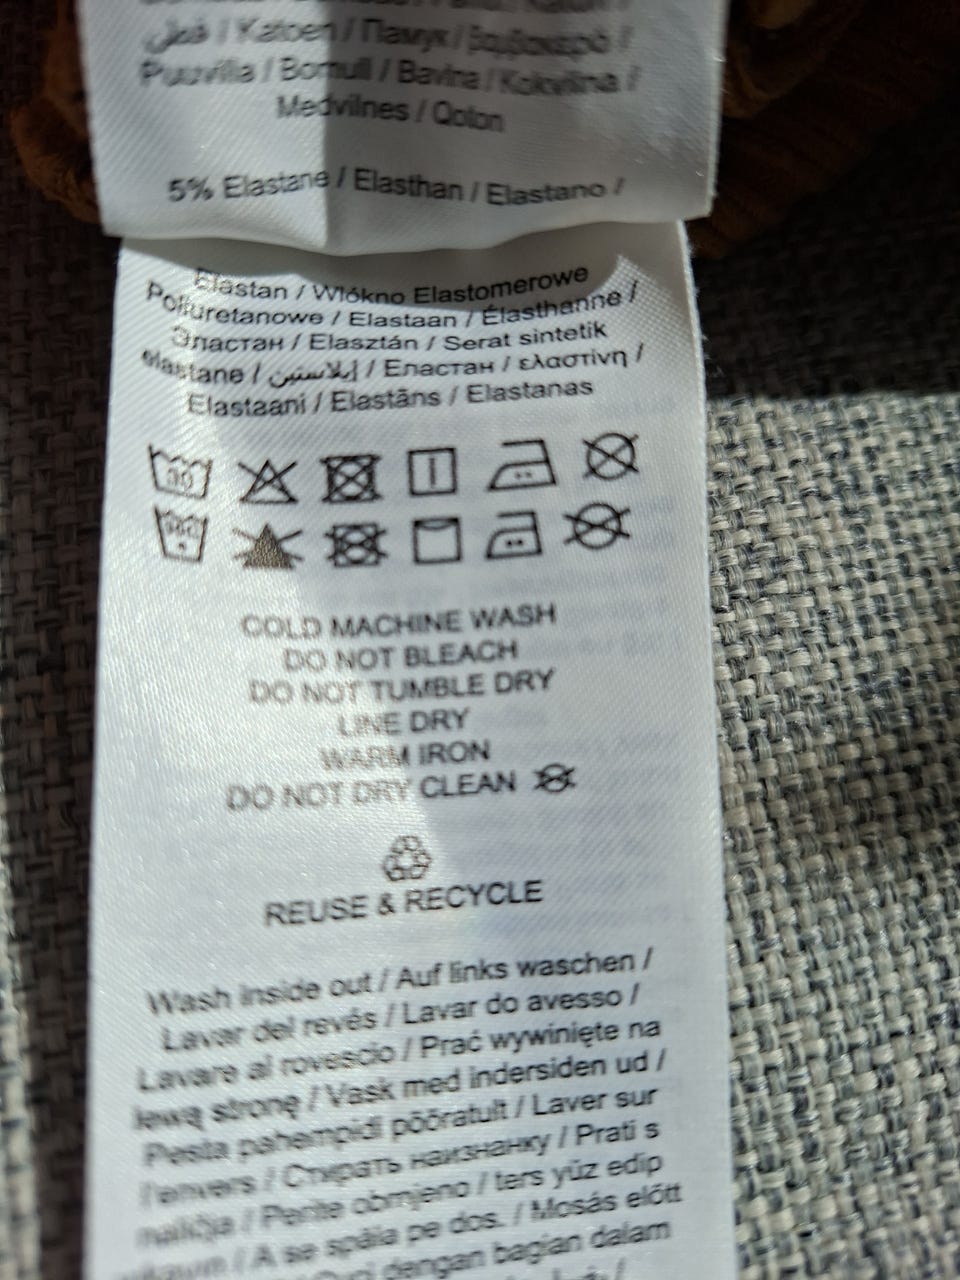 قطن / Katoen / Памук / βαμβακερό /
Puuvilla / Bomull / Bavlna / Kokvilna /
Medvilnes / Qoton
5% Elastane / Elasthan / Elastano /
Elastan / Wlókno Elastomerowe
Poliuretanowe / Elastaan / Élasthanne /
Эластан / Elasztán / Serat sintetik
elastane / إيلاستين / Еластан / ελαστίνη /
Elastaani / Elastāns / Elastanas
30
COLD MACHINE WASH
DO NOT BLEACH
DO NOT TUMBLE DRY
LINE DRY
WARM IRON
DO NOT DRY CLEAN
REUSE & RECYCLE
Wash inside out / Auf links waschen /
Lavar del revés / Lavar do avesso /
Lavare al rovescio / Prać wywinięte na
lewą stronę / Vask med indersiden ud /
Pesta pahempidi pööratult / Laver sur
l'envers / Стирать наизнанку / Prati s
naličja / Perite obrnjeno / ters yüz edip
yıkayın / A se spăla pe dos. / Mosás előtt
/ Cuci dengan bagian dalam